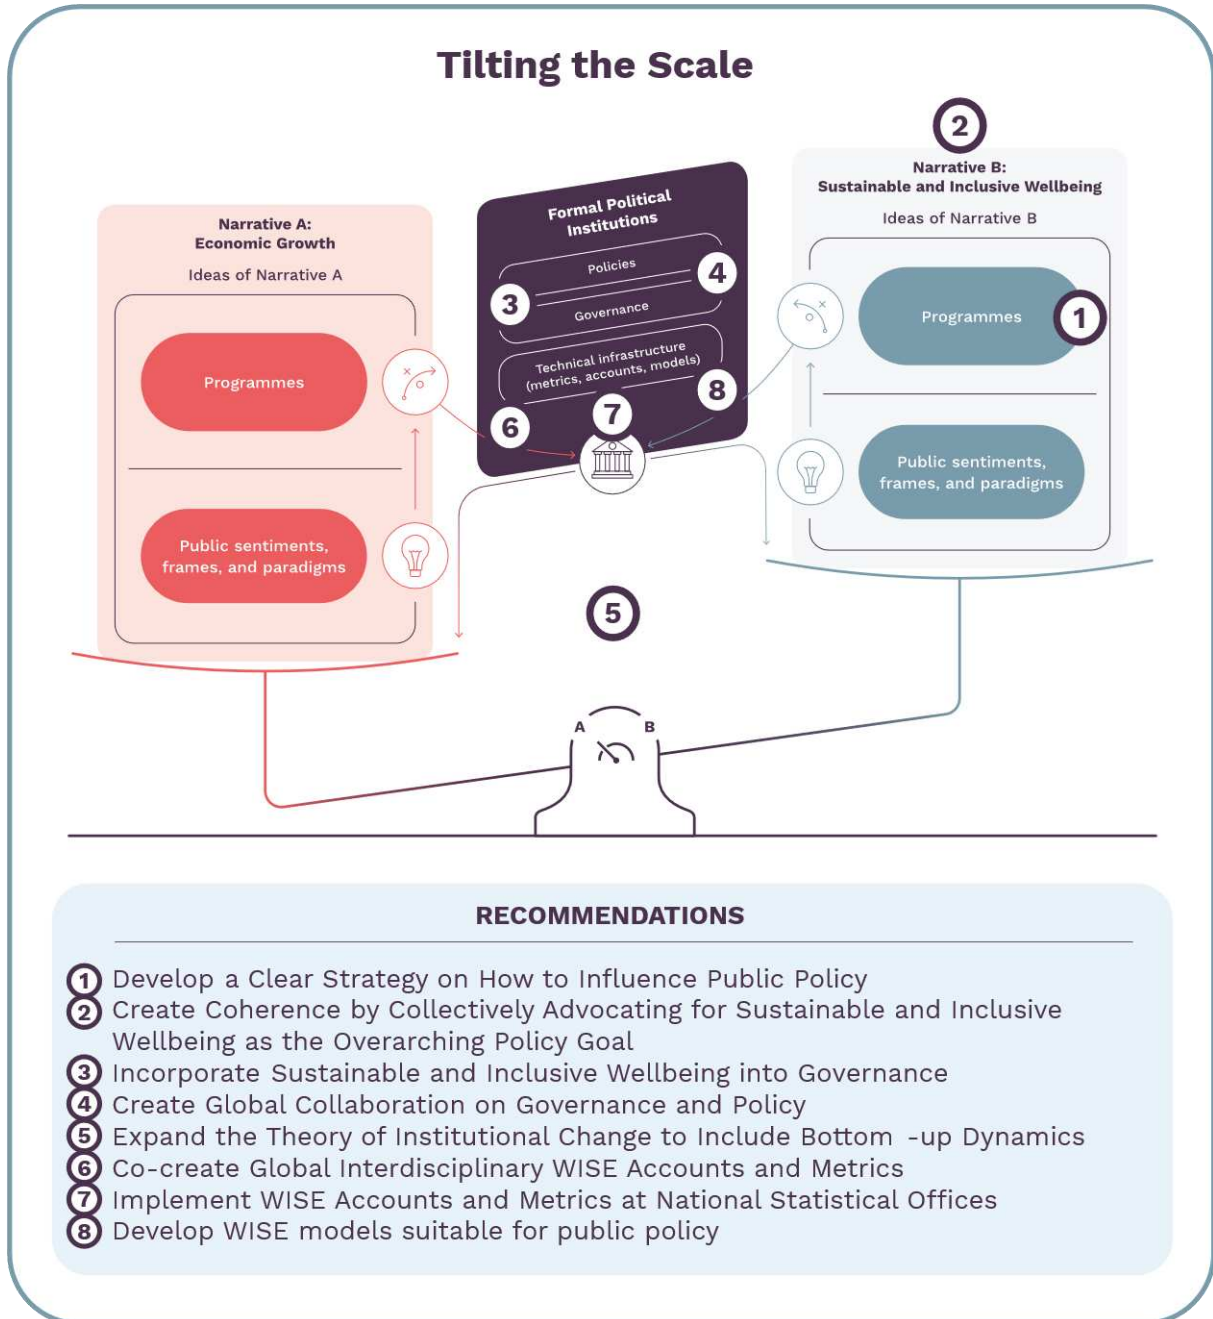 Tilting the Scale
2
Narrative B:
Sustainable and Inclusive Wellbeing
Ideas of Narrative B
Programmes
1
Public sentiments,
frames, and paradigms
Formal Political
Institutions
Policies
4
3
Governance
Technical infrastructure
(metrics, accounts, models)
8
7
6
Narrative A:
Economic Growth
Ideas of Narrative A
Programmes
Public sentiments,
frames, and paradigms
5
A
B
RECOMMENDATIONS
1 Develop a Clear Strategy on How to Influence Public Policy
2 Create Coherence by Collectively Advocating for Sustainable and Inclusive
Wellbeing as the Overarching Policy Goal
3 Incorporate Sustainable and Inclusive Wellbeing into Governance
4 Create Global Collaboration on Governance and Policy
5 Expand the Theory of Institutional Change to Include Bottom -up Dynamics
6 Co-create Global Interdisciplinary WISE Accounts and Metrics
7 Implement WISE Accounts and Metrics at National Statistical Offices
8 Develop WISE models suitable for public policy